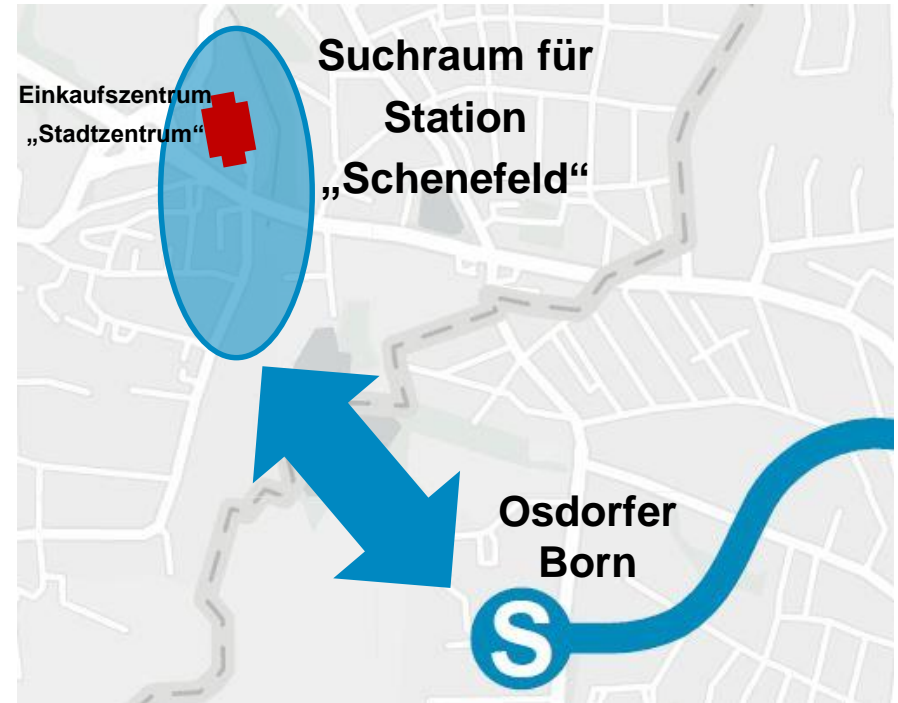 Suchraum für
Station
„Schenefeld“
Einkaufszentrum
„Stadtzentrum“
Osdorfer
Born
S